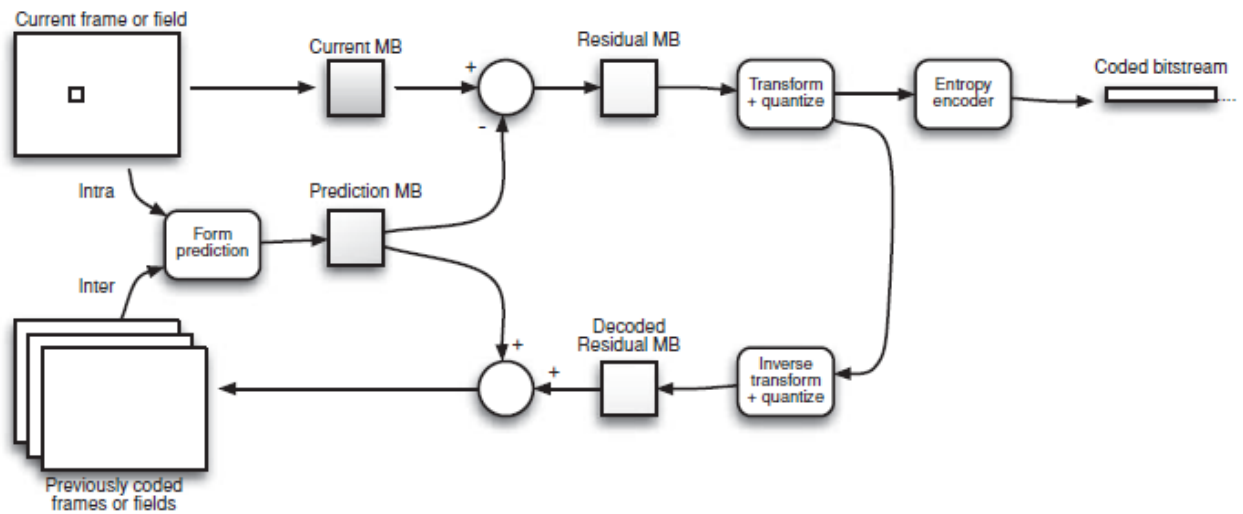 Current frame or field
Current MB
Residual MB
Coded bitstream
+
-
Transform
+ quantize
Entropy
encoder
Intra
Form
prediction
Prediction MB
Inter
+
+
Decoded
Residual MB
Inverse
transform
+ quantize
Previously coded
frames or fields